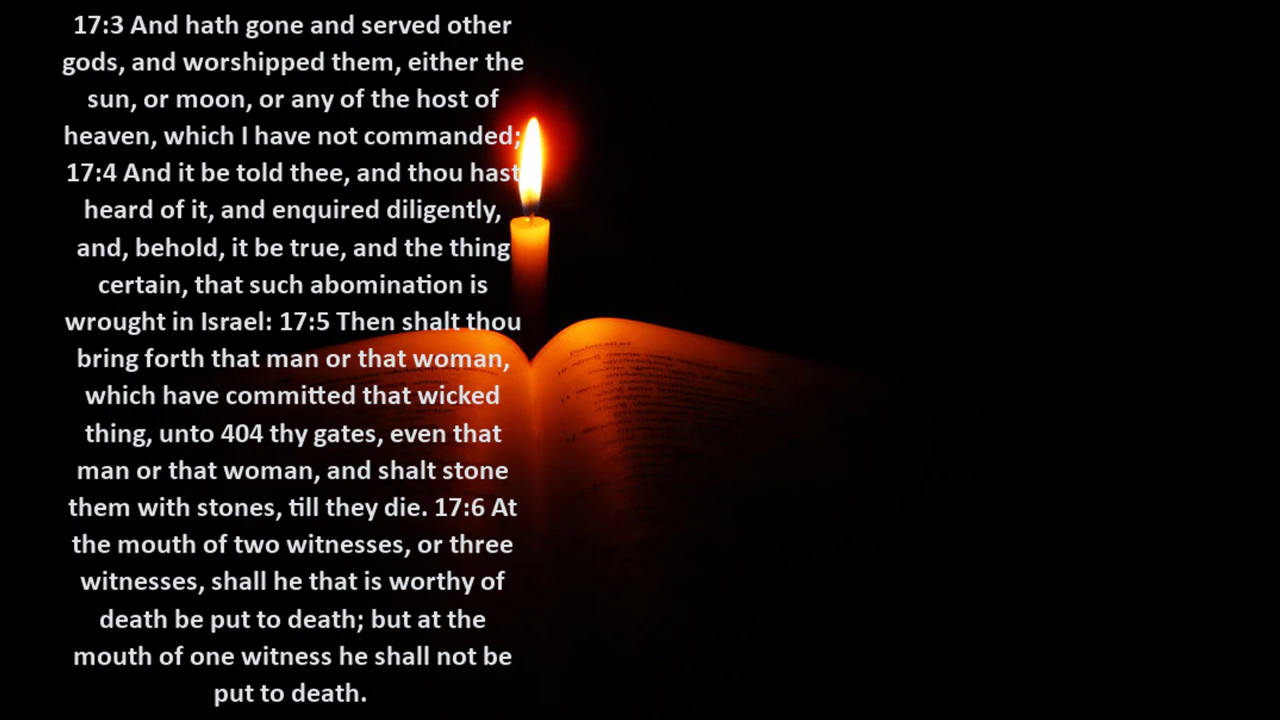 17:3 And hath gone and served other
gods, and worshipped them, either the
sun, or moon, or any of the host of
heaven, which I have not commanded;
17:4 And it be told thee, and thou hast
heard of it, and enquired diligently,
and, behold, it be true, and the thing
certain, that such abomination is
wrought in Israel: 17:5 Then shalt thou
bring forth that man or that woman,
which have committed that wicked
thing, unto 404 thy gates, even that
man or that woman, and shalt stone
them with stones, till they die. 17:6 At
the mouth of two witnesses, or three
witnesses, shall he that is worthy of
death be put to death; but at the
mouth of one witness he shall not be
put to death.